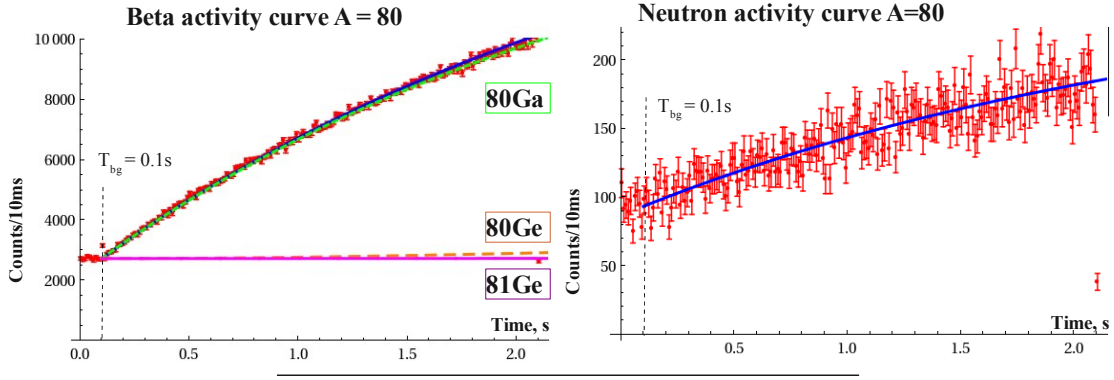 Beta activity curve A = 80
Counts/10ms
10 000
8000
6000
4000
2000
T_bg = 0.1s
80Ga
80Ge
81Ge
Time, s
0.0 0.5 1.0 1.5 2.0
Neutron activity curve A=80
Counts/10ms
200
150
100
50
T_bg = 0.1s
Time, s
0.5 1.0 1.5 2.0